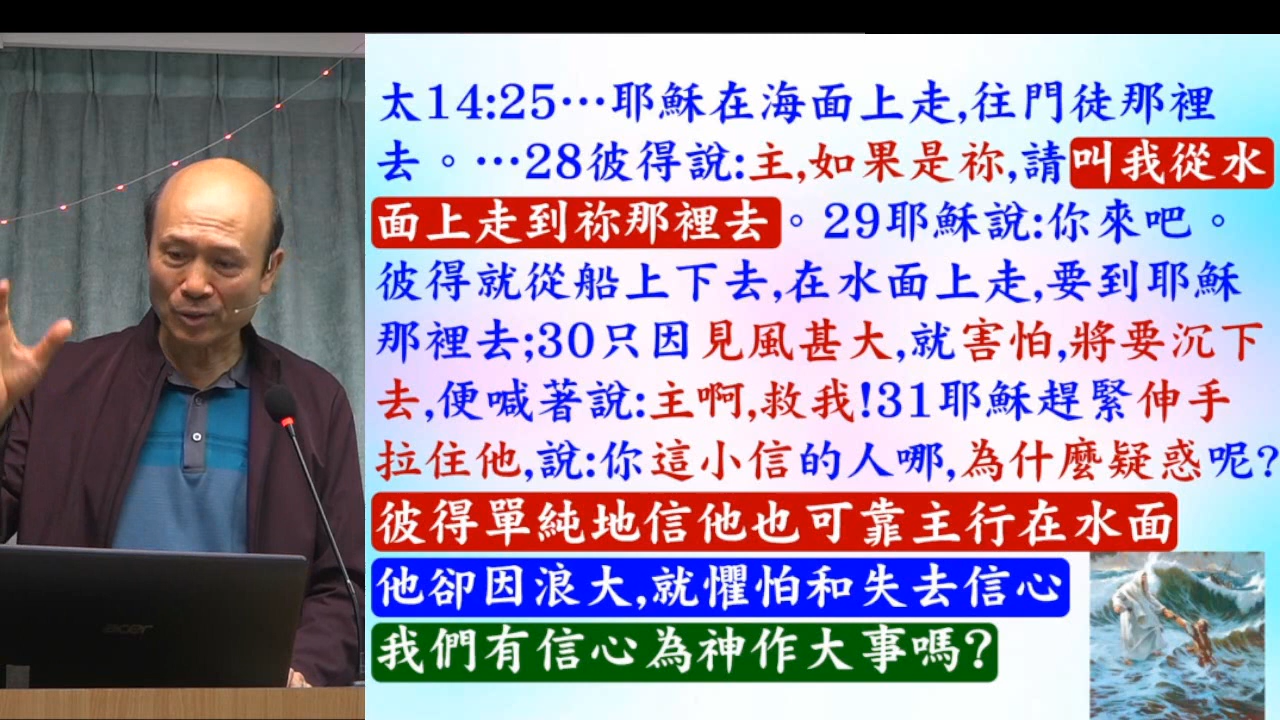 太14:25…耶穌在海面上走,往門徒那裡
去。…28彼得說:主,如果是祢,請叫我從水
面上走到祢那裡去。29耶穌說:你來吧。
彼得就從船上下去,在水面上走,要到耶穌
那裡去;30只因見風甚大,就害怕,將要沉下
去,便喊著說:主啊,救我!31耶穌趕緊伸手
拉住他,說:你這小信的人哪,為什麼疑惑呢?
彼得單純地信他也可靠主行在水面
他卻因浪大,就懼怕和失去信心
我們有信心為神作大事嗎?
acer